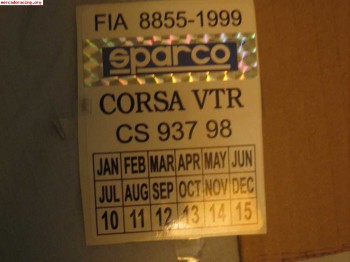 www.mercadoracing.org
FIA 8855-1999
sparco
CORSA VTR
CS 937 98
JAN FEB MAR APR MAY JUN
JUL AUG SEP OCT NOV DEC
10 11 12 13 14 15